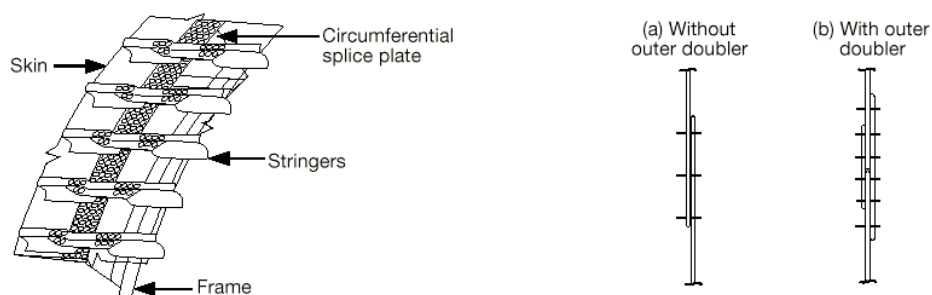 Circumferential
splice plate
Skin
Stringers
Frame
(a) Without
outer doubler
(b) With outer
doubler